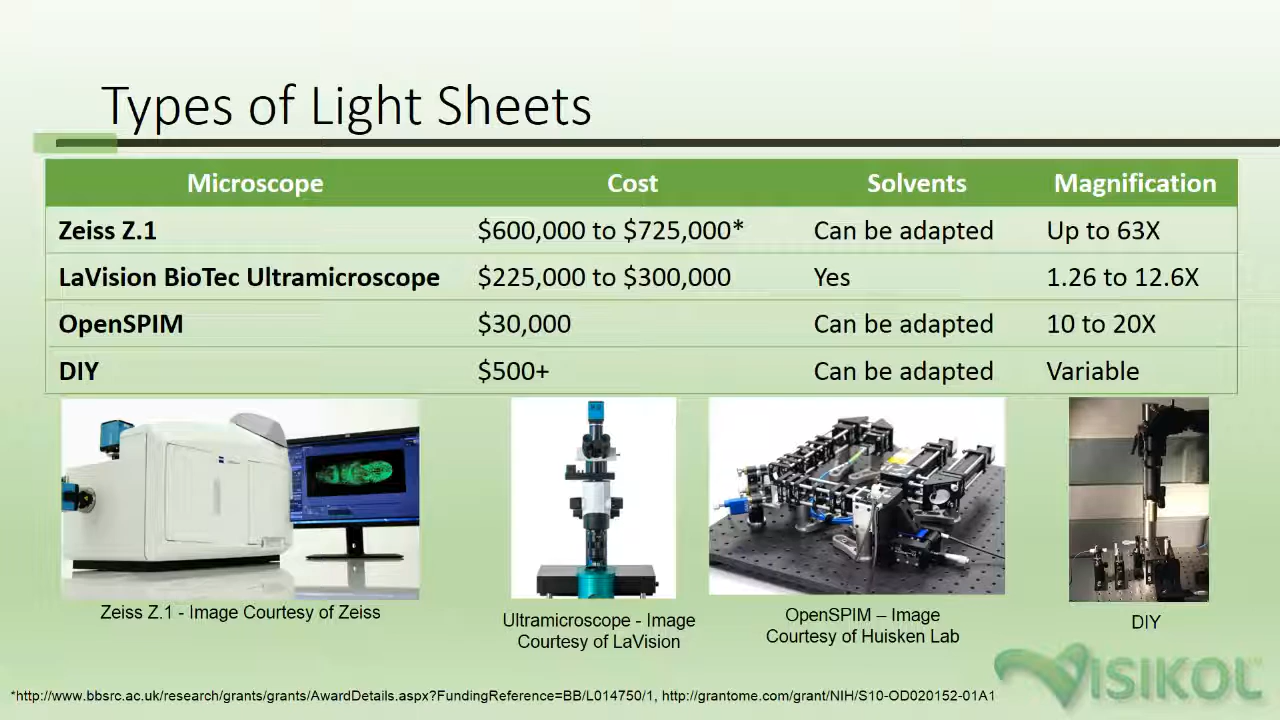 Types of Light Sheets
Microscope Cost Solvents Magnification
Zeiss Z.1 $600,000 to $725,000* Can be adapted Up to 63X
LaVision BioTec Ultramicroscope $225,000 to $300,000 Yes 1.26 to 12.6X
OpenSPIM $30,000 Can be adapted 10 to 20X
DIY $500+ Can be adapted Variable
Zeiss Z.1 - Image Courtesy of Zeiss
Ultramicroscope - Image
Courtesy of LaVision
OpenSPIM – Image
Courtesy of Huisken Lab
DIY
VISIKOL
*http://www.bbsrc.ac.uk/research/grants/grants/AwardDetails.aspx?FundingReference=BB/L014750/1, http://grantome.com/grant/NIH/S10-OD020152-01A1